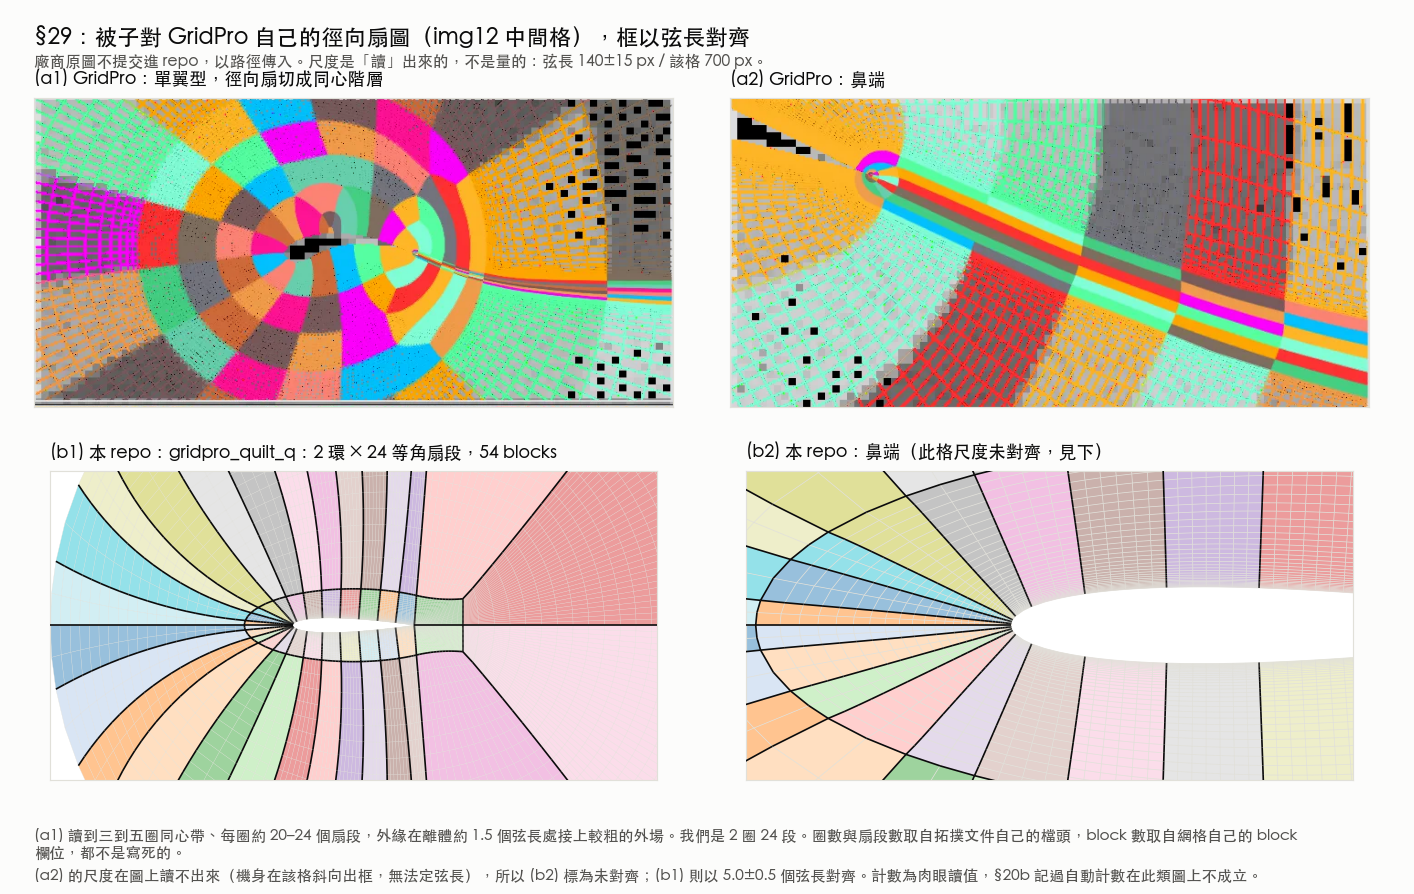 §29：被子對 GridPro 自己的徑向扇圖（img12 中間格），框以弦長對齊
廠商原圖不提交進 repo，以路徑傳入。尺度是「讀」出來的，不是量的：弦長 140±15 px / 該格 700 px。
(a1) GridPro：單翼型，徑向扇切成同心階層
(a2) GridPro：鼻端
(b1) 本 repo：gridpro_quilt_q：2 環 × 24 等角扇段，54 blocks
(b2) 本 repo：鼻端（此格尺度未對齊，見下）
(a1) 讀到三到五圈同心帶、每圈約 20–24 個扇段，外緣在離體約 1.5 個弦長處接上較粗的外場。我們是 2 圈 24 段。圈數與扇段數取自拓撲文件自己的檔頭，block 數取自網格自己的 block
欄位，都不是寫死的。
(a2) 的尺度在圖上讀不出來（機身在該格斜向出框，無法定弦長），所以 (b2) 標為未對齊；(b1) 則以 5.0±0.5 個弦長對齊。計數為肉眼讀值，§20b 記過自動計數在此類圖上不成立。